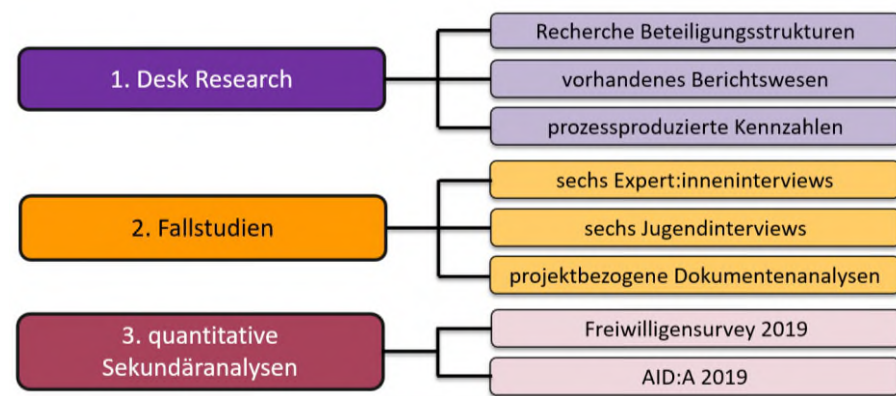 1. Desk Research
Recherche Beteiligungsstrukturen
vorhandenes Berichtswesen
prozessproduzierte Kennzahlen
2. Fallstudien
sechs Expert:inneninterviews
sechs Jugendinterviews
projektbezogene Dokumentenanalysen
3. quantitative
Sekundäranalysen
Freiwilligensurvey 2019
AID:A 2019